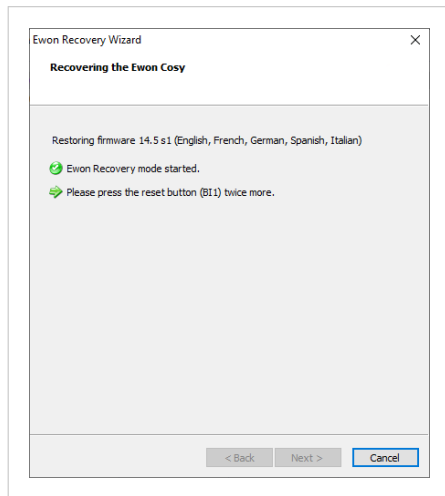 Ewon Recovery Wizard
Recovering the Ewon Cosy
Restoring firmware 14.5 s1 (English, French, German, Spanish, Italian)
Ewon Recovery mode started.
Please press the reset button (BI1) twice more.
< Back
Next >
Cancel